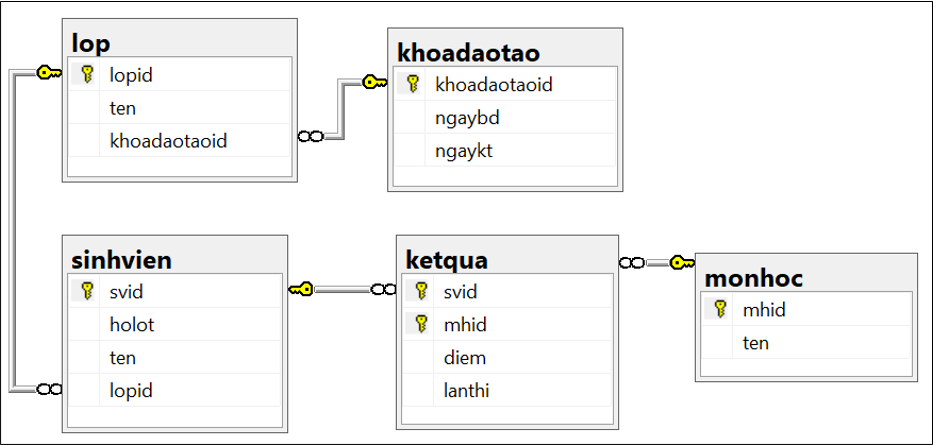 lop
lopid
ten
khoadaotaoid
khoadaotao
khoadaotaoid
ngaybd
ngaykt
sinhvien
svid
holot
ten
lopid
ketqua
svid
mhid
diem
lanthi
monhoc
mhid
ten